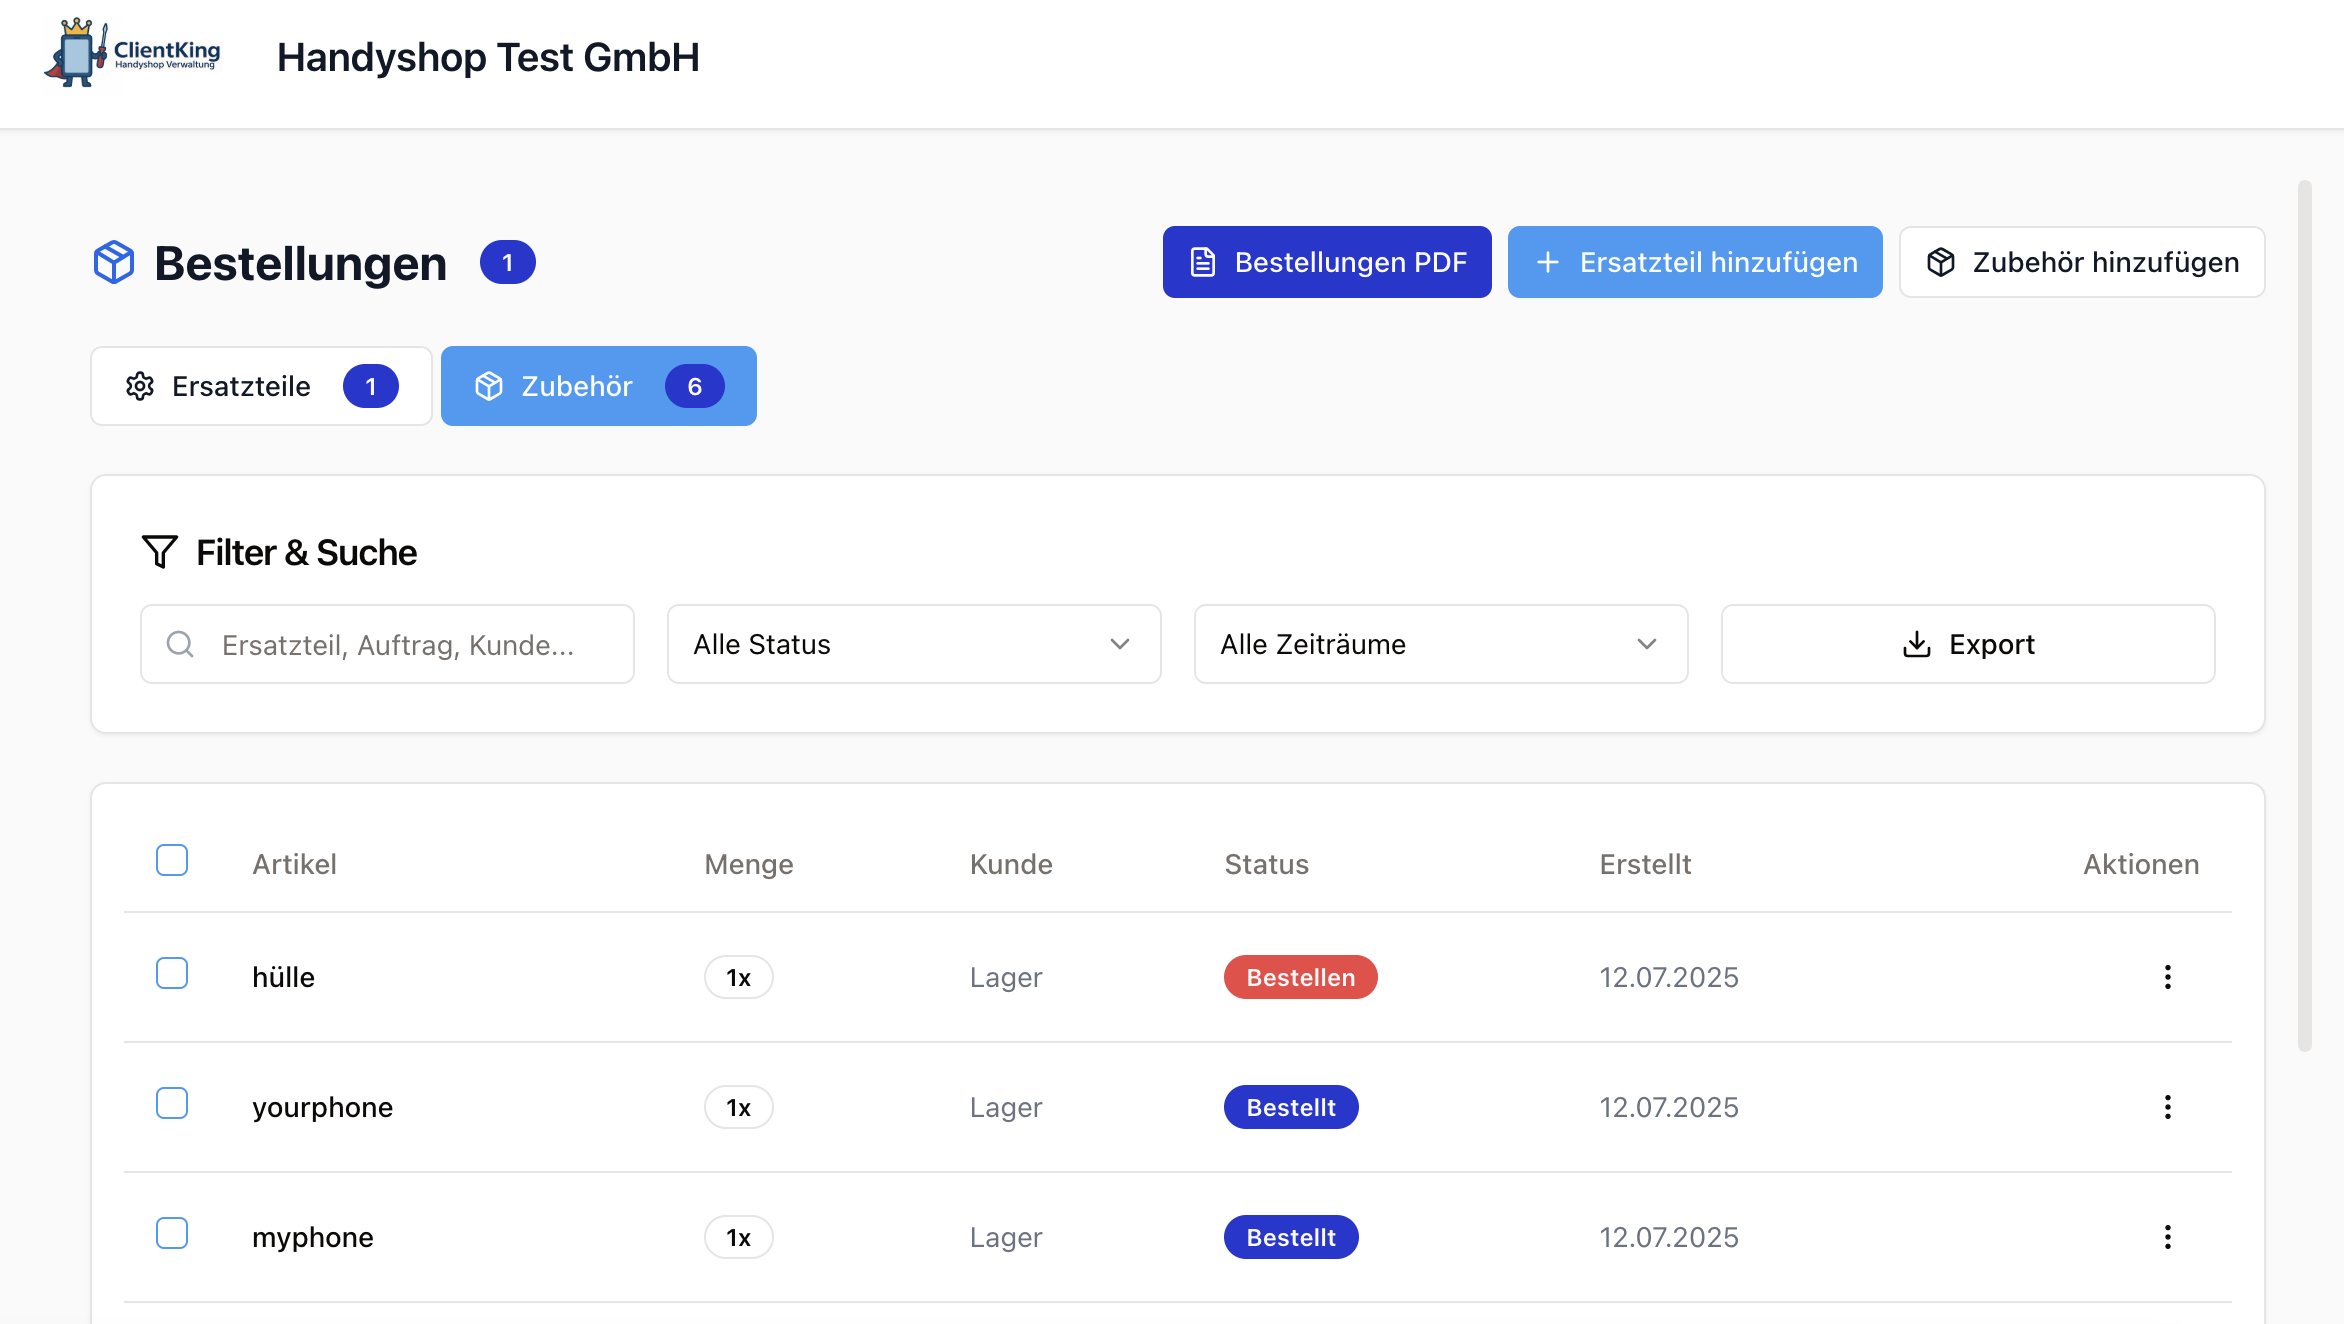 ClientKing
Handyshop Verwaltung
Handyshop Test GmbH
Bestellungen 1
Bestellungen PDF
Ersatzteil hinzufügen
Zubehör hinzufügen
Ersatzteile 1
Zubehör 6
Filter & Suche
Ersatzteil, Auftrag, Kunde...
Alle Status
Alle Zeiträume
Export
Artikel Menge Kunde Status Erstellt Aktionen
hülle 1x Lager Bestellen 12.07.2025
yourphone 1x Lager Bestellt 12.07.2025
myphone 1x Lager Bestellt 12.07.2025